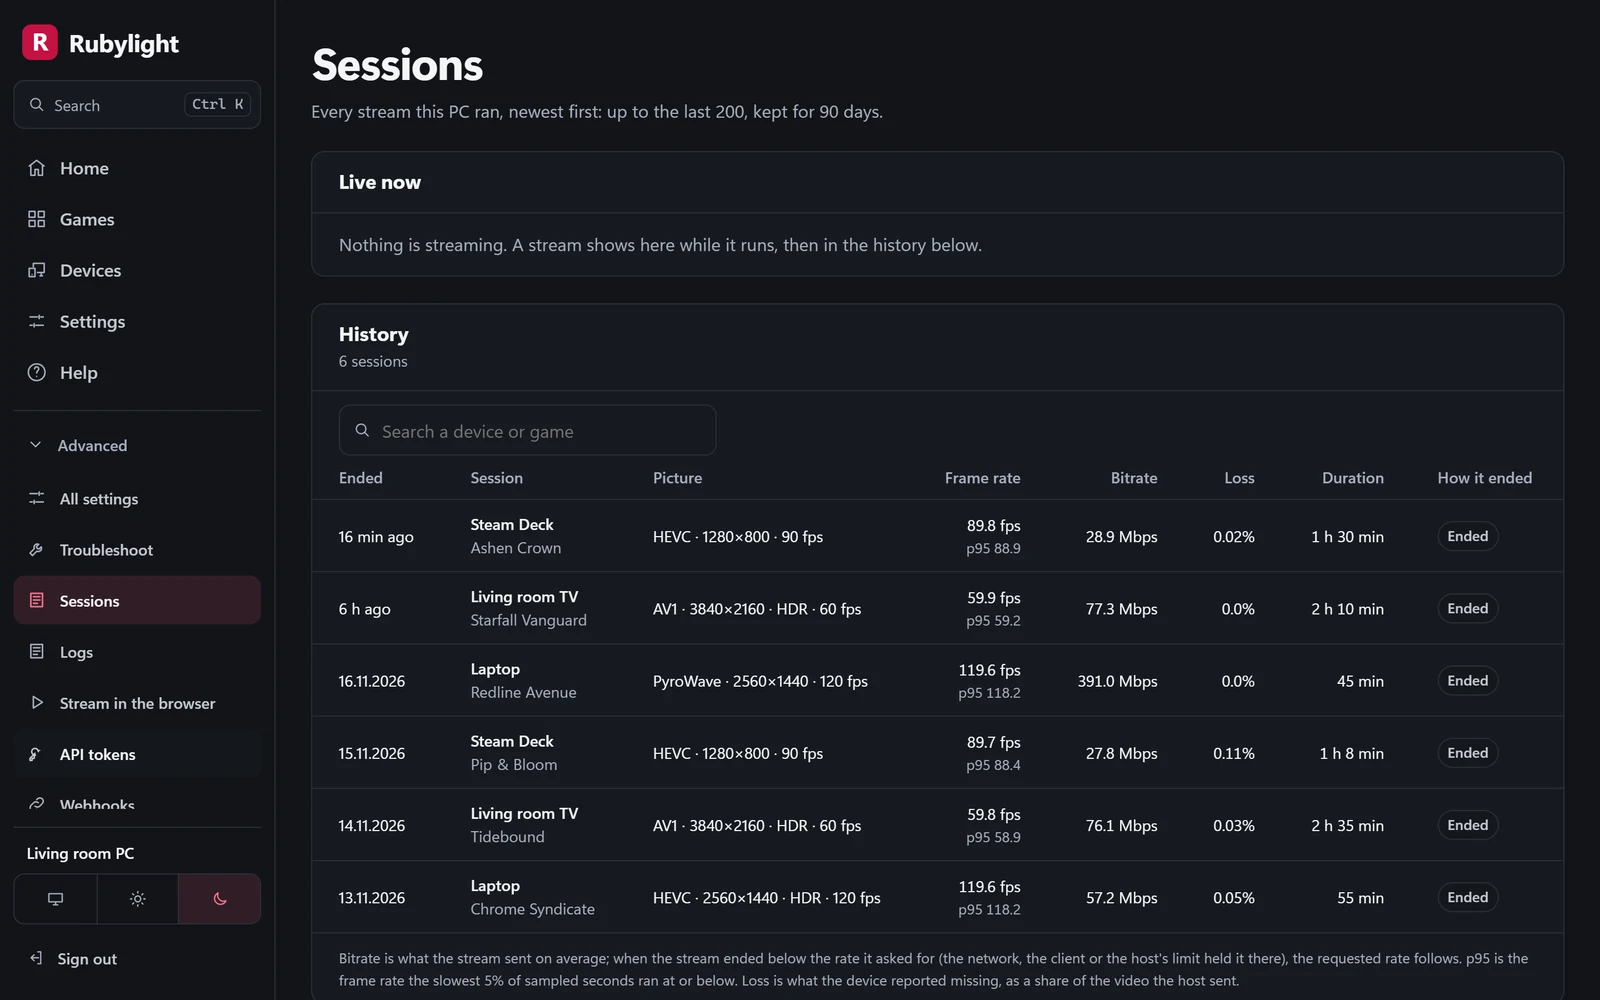 R Rubylight
Search Ctrl K
Home
Games
Devices
Settings
Help
Advanced
All settings
Troubleshoot
Sessions
Logs
Stream in the browser
API tokens
Webhooks
Living room PC
Sign out
Sessions
Every stream this PC ran, newest first: up to the last 200, kept for 90 days.
Live now
Nothing is streaming. A stream shows here while it runs, then in the history below.
History
6 sessions
Search a device or game
Ended Session Picture Frame rate Bitrate Loss Duration How it ended
16 min ago Steam Deck HEVC · 1280×800 · 90 fps 89.8 fps 28.9 Mbps 0.02% 1 h 30 min Ended
Ashen Crown p95 88.9
6 h ago Living room TV AV1 · 3840×2160 · HDR · 60 fps 59.9 fps 77.3 Mbps 0.0% 2 h 10 min Ended
Starfall Vanguard p95 59.2
16.11.2026 Laptop PyroWave · 2560×1440 · 120 fps 119.6 fps 391.0 Mbps 0.0% 45 min Ended
Redline Avenue p95 118.2
15.11.2026 Steam Deck HEVC · 1280×800 · 90 fps 89.7 fps 27.8 Mbps 0.11% 1 h 8 min Ended
Pip & Bloom p95 88.4
14.11.2026 Living room TV AV1 · 3840×2160 · HDR · 60 fps 59.8 fps 76.1 Mbps 0.03% 2 h 35 min Ended
Tidebound p95 58.9
13.11.2026 Laptop HEVC · 2560×1440 · HDR · 120 fps 119.6 fps 57.2 Mbps 0.05% 55 min Ended
Chrome Syndicate p95 118.2
Bitrate is what the stream sent on average; when the stream ended below the rate it asked for (the network, the client or the host's limit held it there), the requested rate follows. p95 is the
frame rate the slowest 5% of sampled seconds ran at or below. Loss is what the device reported missing, as a share of the video the host sent.